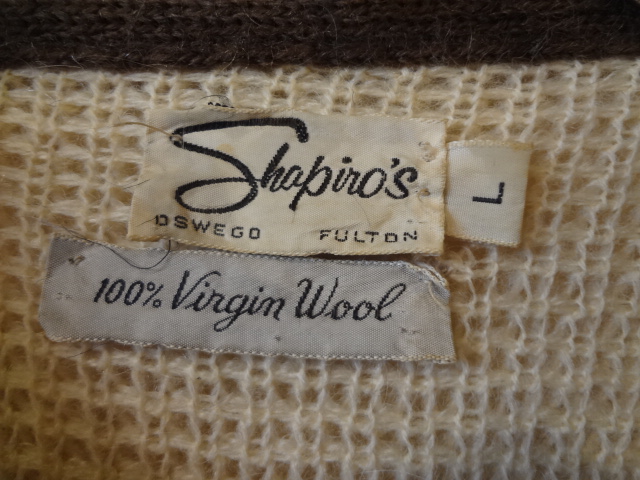 Shapiro's
OSWEGO FULTON
L
100% Virgin Wool